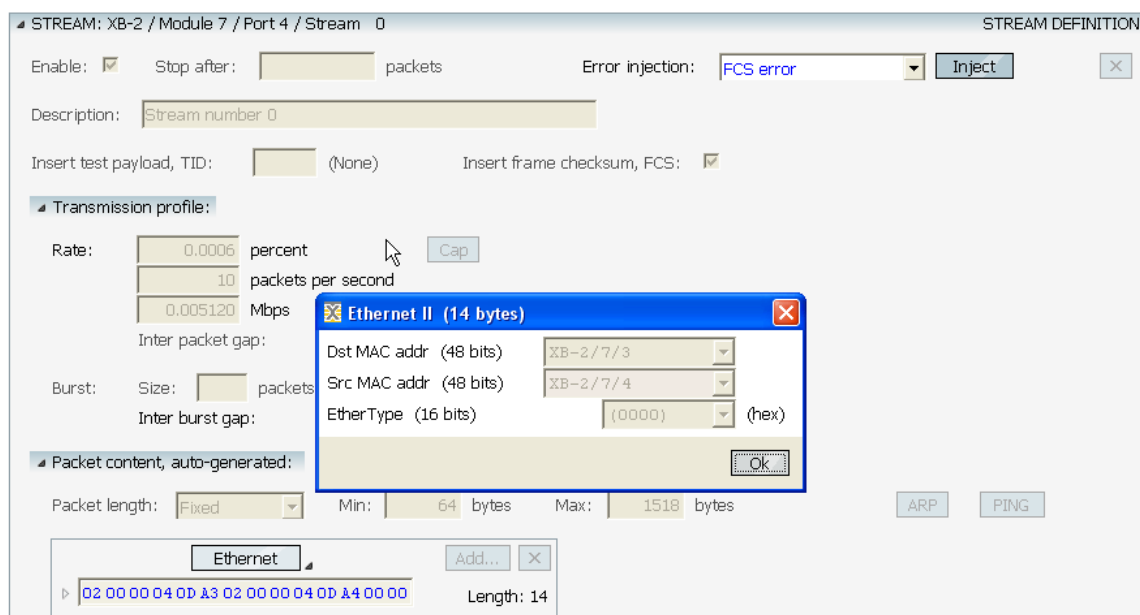 STREAM: XB-2 / Module 7 / Port 4 / Stream 0 STREAM DEFINITION
Enable: Stop after: packets Error injection: FCS error Inject
Description: Stream number 0
Insert test payload, TID: (None) Insert frame checksum, FCS:
Transmission profile:
Rate: 0.0006 percent Cap
10 packets per second
0.005120 Mbps
Inter packet gap:
Burst: Size: packets
Inter burst gap:
Ethernet II (14 bytes)
Dst MAC addr (48 bits) XB-2/7/3
Src MAC addr (48 bits) XB-2/7/4
EtherType (16 bits) (0000) (hex)
Ok
Packet content, auto-generated:
Packet length: Fixed Min: 64 bytes Max: 1518 bytes ARP PING
Ethernet Add...
02 00 00 04 0D A3 02 00 00 04 0D A4 00 00 Length: 14